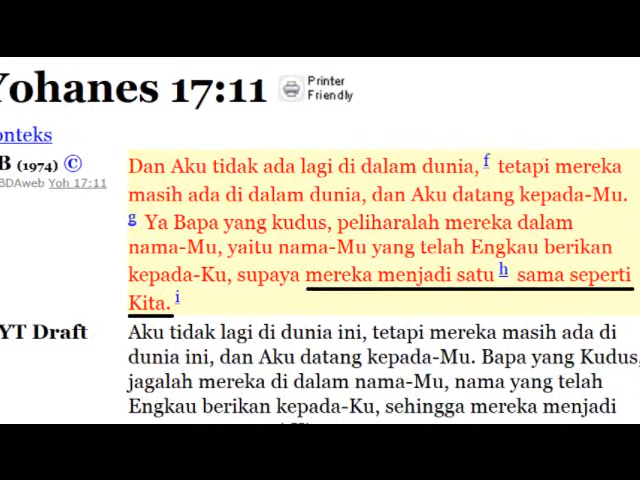 Yohanes 17:11
Printer
Friendly
onteks
B (1974) ©
BDAweb Yoh 17:11
Dan Aku tidak ada lagi di dalam dunia, f tetapi mereka
masih ada di dalam dunia, dan Aku datang kepada-Mu.
g Ya Bapa yang kudus, peliharalah mereka dalam
nama-Mu, yaitu nama-Mu yang telah Engkau berikan
kepada-Ku, supaya mereka menjadi satu h sama seperti
Kita. i
YT Draft
Aku tidak lagi di dunia ini, tetapi mereka masih ada di
dunia ini, dan Aku datang kepada-Mu. Bapa yang Kudus,
jagalah mereka di dalam nama-Mu, nama yang telah
Engkau berikan kepada-Ku, sehingga mereka menjadi